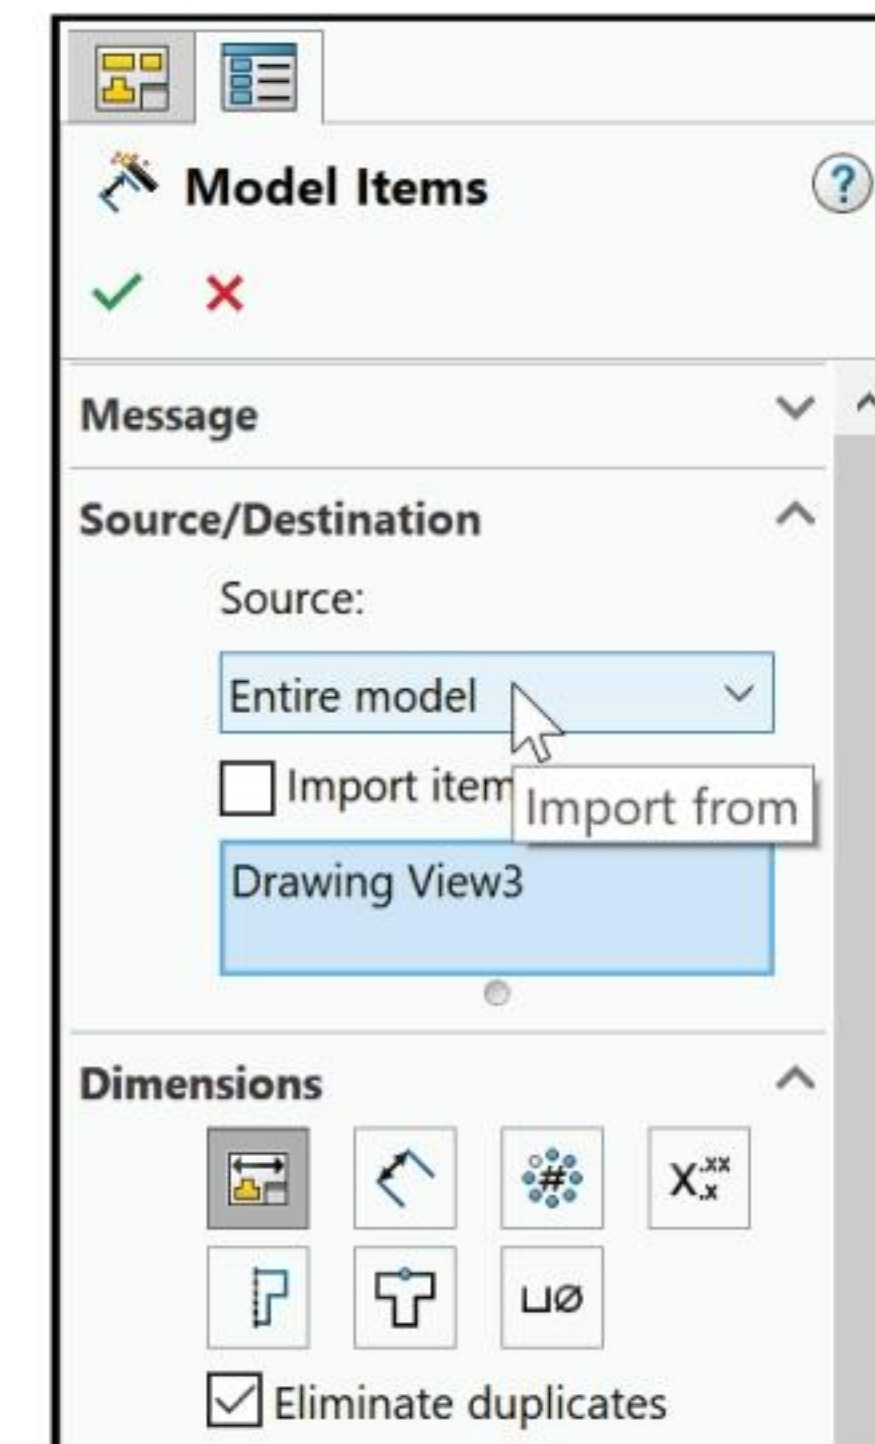 Model Items
?
Message
Source/Destination
Source:
Entire model
Import item
Import from
Drawing View3
Dimensions
# X.xx .x
⊔Ø
Eliminate duplicates